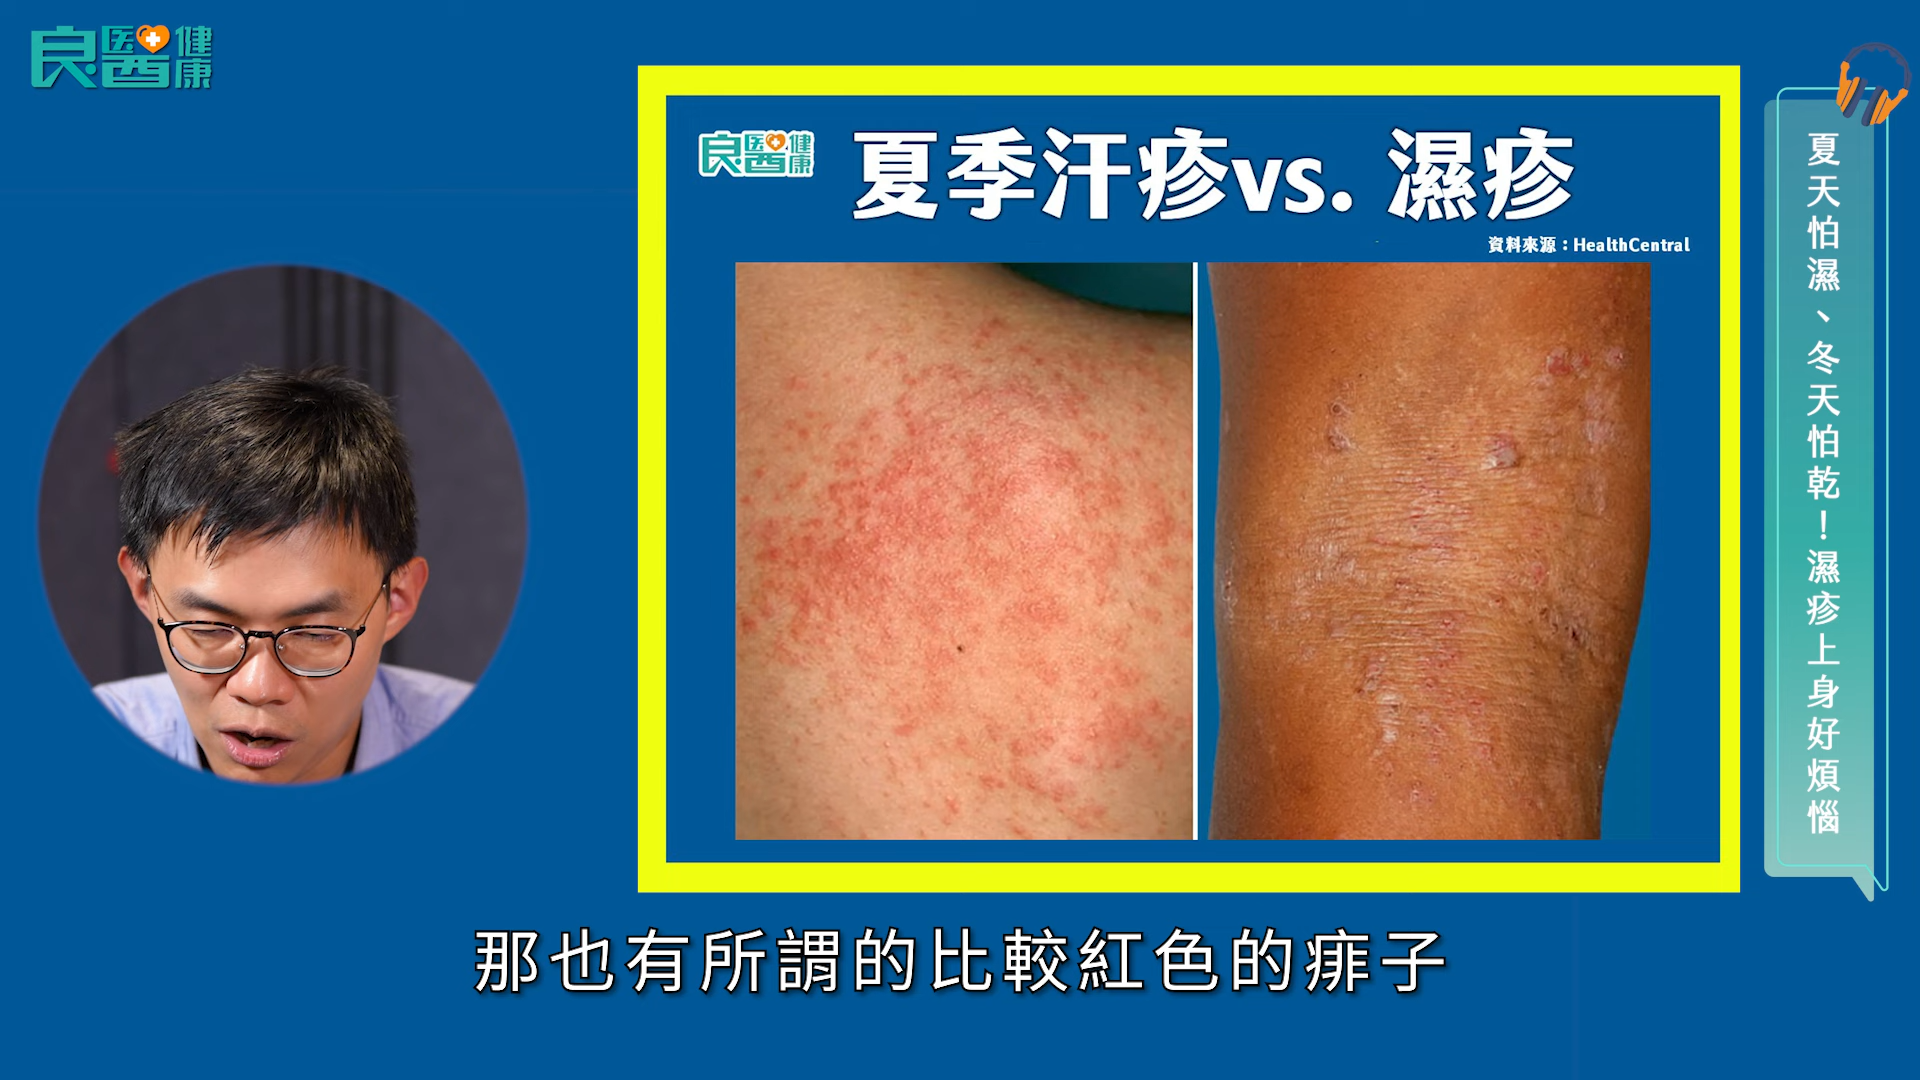 良醫健康
良醫健康
夏季汗疹vs. 濕疹
資料來源：HealthCentral
夏天怕濕、冬天怕乾！濕疹上身好煩惱
那也有所謂的比較紅色的痱子